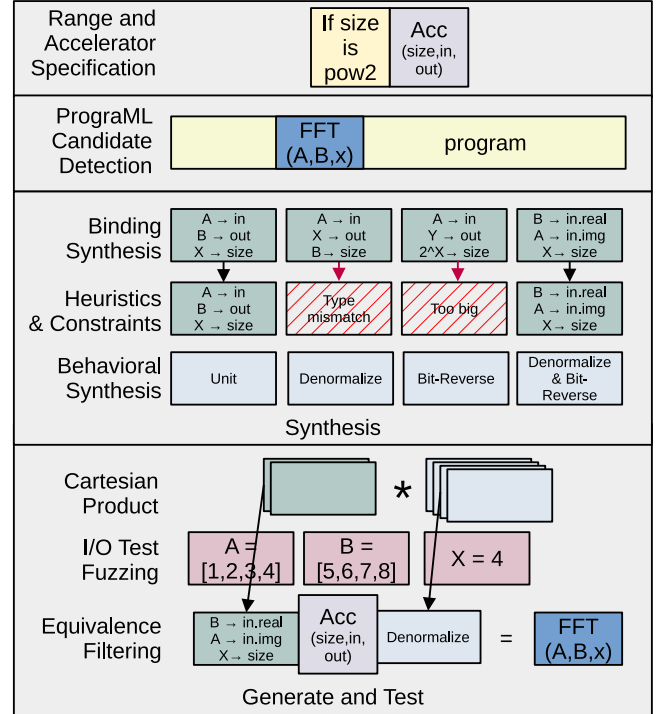 Range and
Accelerator
Specification
If size
is
pow2
Acc
(size,in,
out)
PrograML
Candidate
Detection
FFT
(A,B,x)
program
Binding
Synthesis
A → in
B → out
X → size
A → in
X → out
B→ size
A → in
Y → out
2^X→ size
B → in.real
A → in.img
X→ size
Heuristics
& Constraints
A → in
B → out
X → size
Type
mismatch
Too big
B → in.real
A → in.img
X→ size
Behavioral
Synthesis
Unit
Denormalize
Bit-Reverse
Denormalize
& Bit-
Reverse
Synthesis
Cartesian
Product
*
I/O Test
Fuzzing
A =
[1,2,3,4]
B =
[5,6,7,8]
X = 4
Equivalence
Filtering
B → in.real
A → in.img
X→ size
Acc
(size,in,
out)
Denormalize
=
FFT
(A,B,x)
Generate and Test